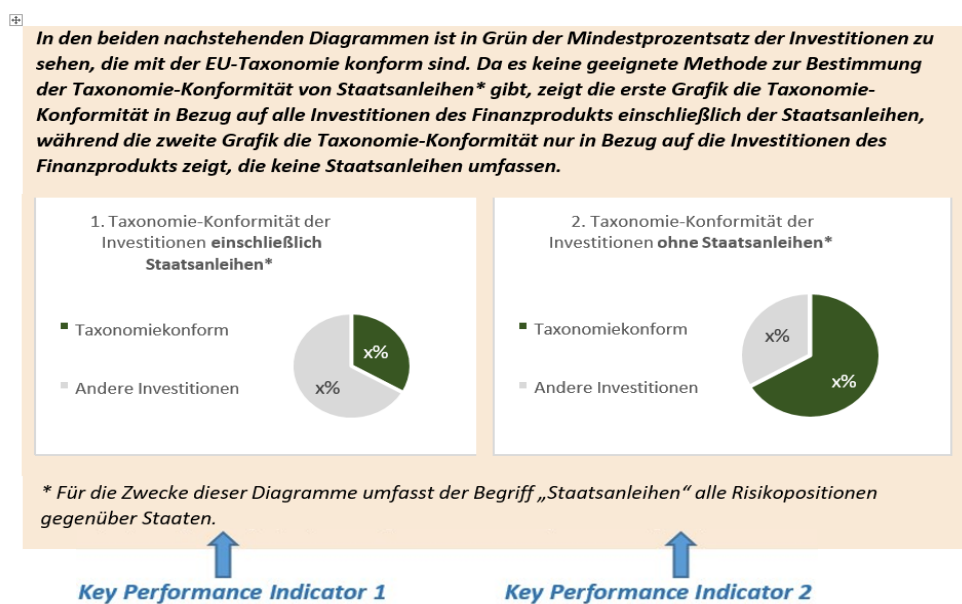 In den beiden nachstehenden Diagrammen ist in Grün der Mindestprozentsatz der Investitionen zu
sehen, die mit der EU-Taxonomie konform sind. Da es keine geeignete Methode zur Bestimmung
der Taxonomie-Konformität von Staatsanleihen* gibt, zeigt die erste Grafik die Taxonomie-
Konformität in Bezug auf alle Investitionen des Finanzprodukts einschließlich der Staatsanleihen,
während die zweite Grafik die Taxonomie-Konformität nur in Bezug auf die Investitionen des
Finanzprodukts zeigt, die keine Staatsanleihen umfassen.
1. Taxonomie-Konformität der
Investitionen einschließlich
Staatsanleihen*
Taxonomiekonform
Andere Investitionen
x%
x%
2. Taxonomie-Konformität der
Investitionen ohne Staatsanleihen*
Taxonomiekonform
Andere Investitionen
x%
x%
* Für die Zwecke dieser Diagramme umfasst der Begriff „Staatsanleihen“ alle Risikopositionen
gegenüber Staaten.
Key Performance Indicator 1
Key Performance Indicator 2